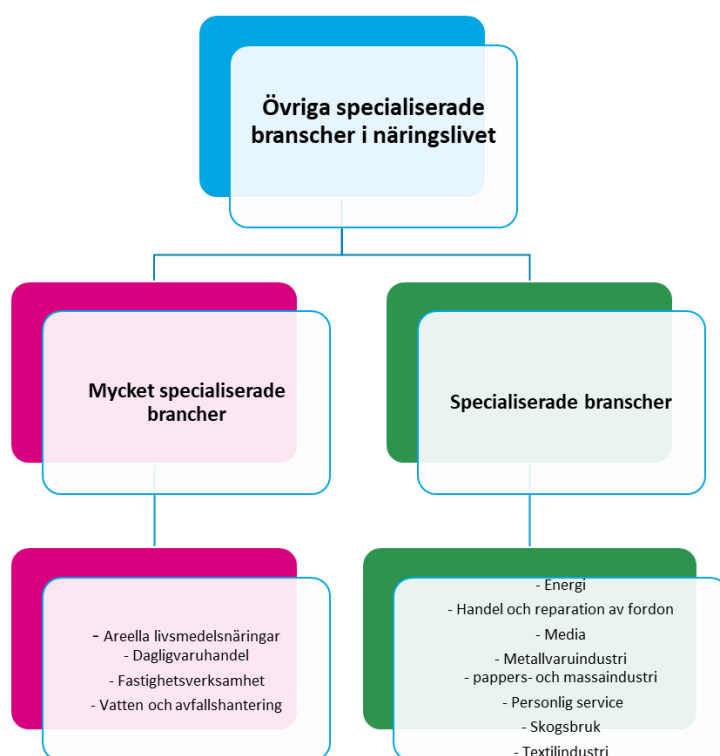 Övriga specialiserade
branscher i näringslivet
Mycket specialiserade
brancher
Specialiserade branscher
- Areella livsmedelsnäringar
- Dagligvaruhandel
- Fastighetsverksamhet
- Vatten och avfallshantering
- Energi
- Handel och reparation av fordon
- Media
- Metallvaruindustri
- pappers- och massaindustri
- Personlig service
- Skogsbruk
- Textilindustri